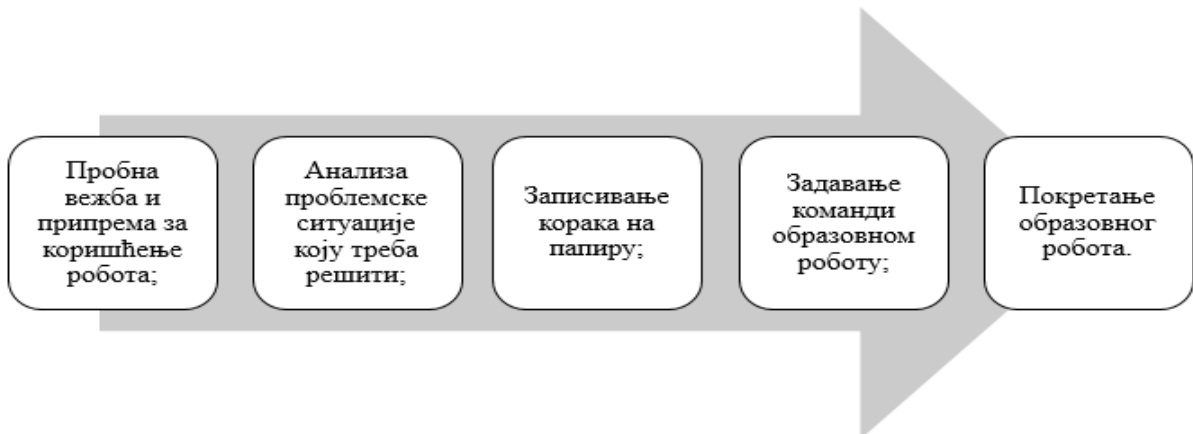 Пробна
вежба и
припрема за
коришћење
робота;
Анализа
проблемске
ситуације
коју треба
решити;
Записивање
корака на
папиру;
Задавање
команди
образовном
роботу;
Покретање
образовног
робота.